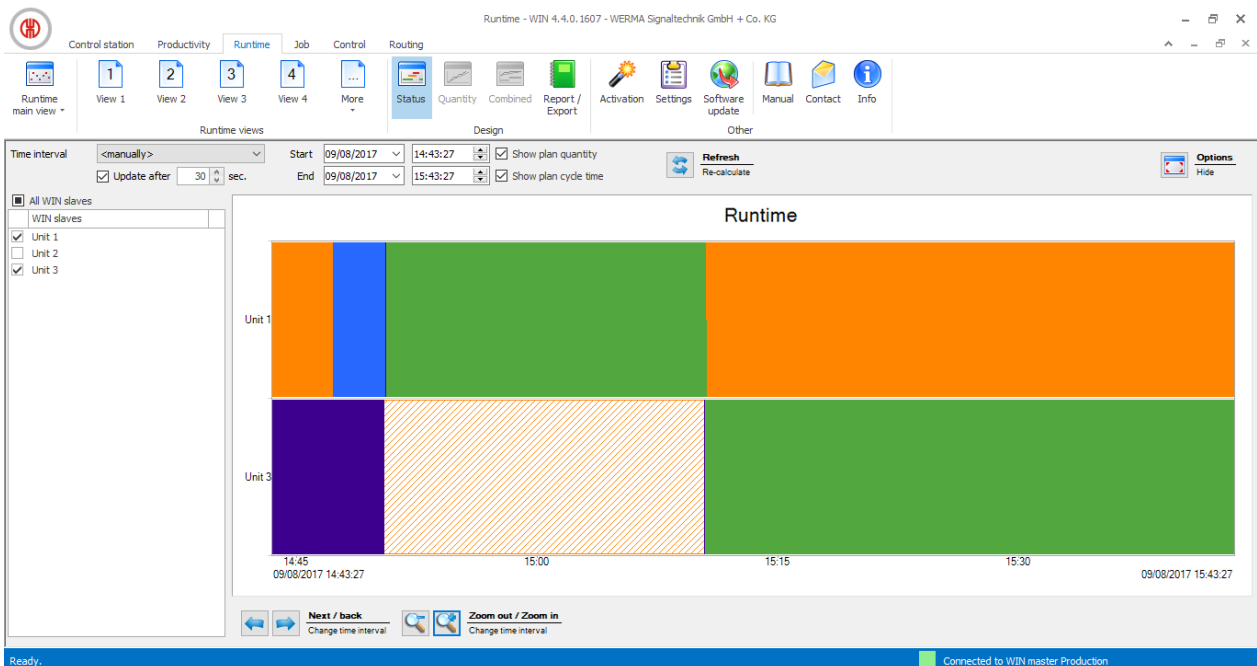 Runtime - WIN 4.4.0.1607 - WERMA Signaltechnik GmbH + Co. KG
Control station Productivity Runtime Job Control Routing
1 2 3 4 ...
Runtime main view View 1 View 2 View 3 View 4 More Status Quantity Combined Report / Export Activation Settings Software update Manual Contact Info
Runtime views Design Other
Time interval <manually> Start 09/08/2017 14:43:27 Show plan quantity Refresh Options
Re-calculate Hide
Update after 30 sec. End 09/08/2017 15:43:27 Show plan cycle time
All WIN slaves
WIN slaves
Unit 1
Unit 2
Unit 3
Runtime
Unit 1
Unit 3
14:45 15:00 15:15 15:30
09/08/2017 14:43:27 09/08/2017 15:43:27
Next / back Zoom out / Zoom in
Change time interval Change time interval
Ready. Connected to WIN master Production